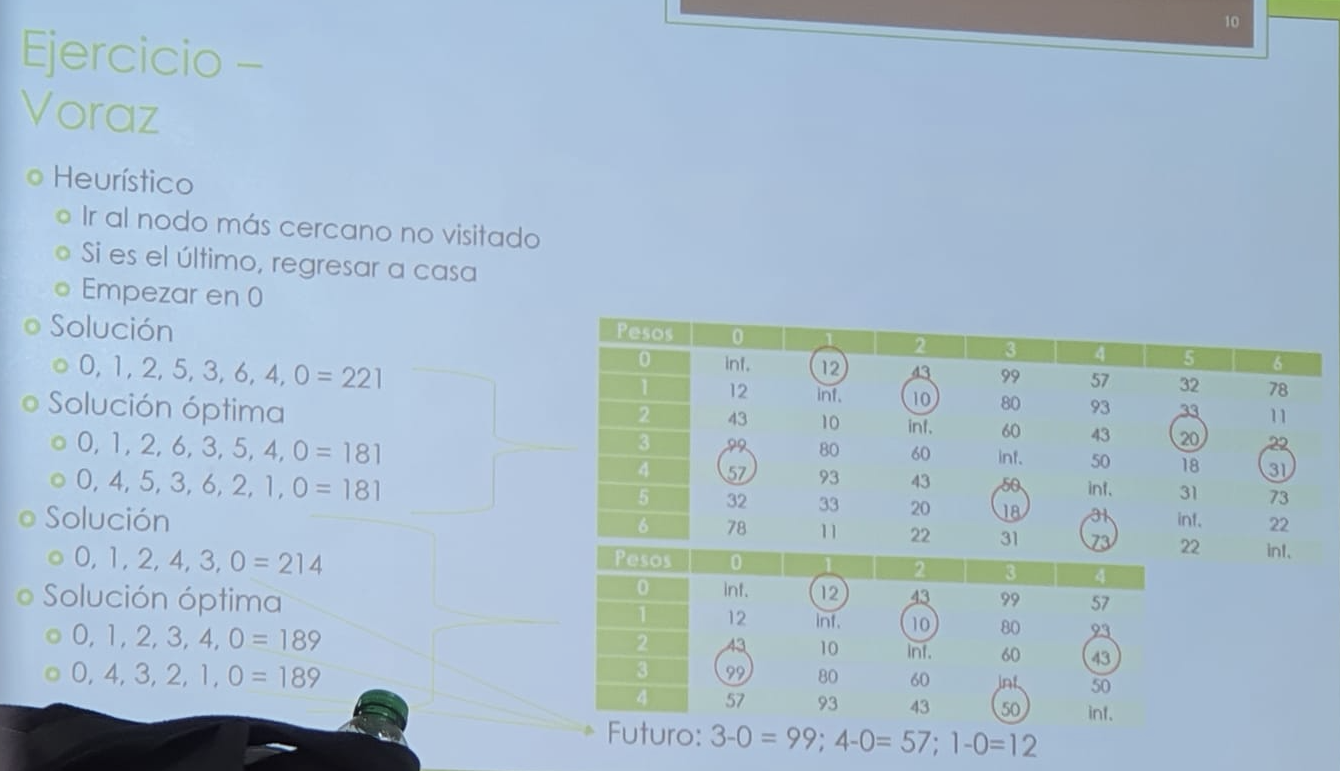 10
Ejercicio –
Voraz
Heurístico
Ir al nodo más cercano no visitado
Si es el último, regresar a casa
Empezar en 0
Solución
0, 1, 2, 5, 3, 6, 4, 0 = 221
Solución óptima
0, 1, 2, 6, 3, 5, 4, 0 = 181
0, 4, 5, 3, 6, 2, 1, 0 = 181
Solución
0, 1, 2, 4, 3, 0 = 214
Solución óptima
0, 1, 2, 3, 4, 0 = 189
0, 4, 3, 2, 1, 0 = 189
Pesos 0 1 2 3 4 5 6
0 inf. 12 43 99 57 32 78
1 12 inf. 10 80 93 33 11
2 43 10 inf. 60 43 20 22
3 99 80 60 inf. 50 18 31
4 57 93 43 50 inf. 31 73
5 32 33 20 18 31 inf. 22
6 78 11 22 31 73 22 inf.
Pesos 0 1 2 3 4
0 inf. 12 43 99 57
1 12 inf. 10 80 93
2 43 10 inf. 60 43
3 99 80 60 inf. 50
4 57 93 43 50 inf.
Futuro: 3-0 = 99; 4-0= 57; 1-0=12